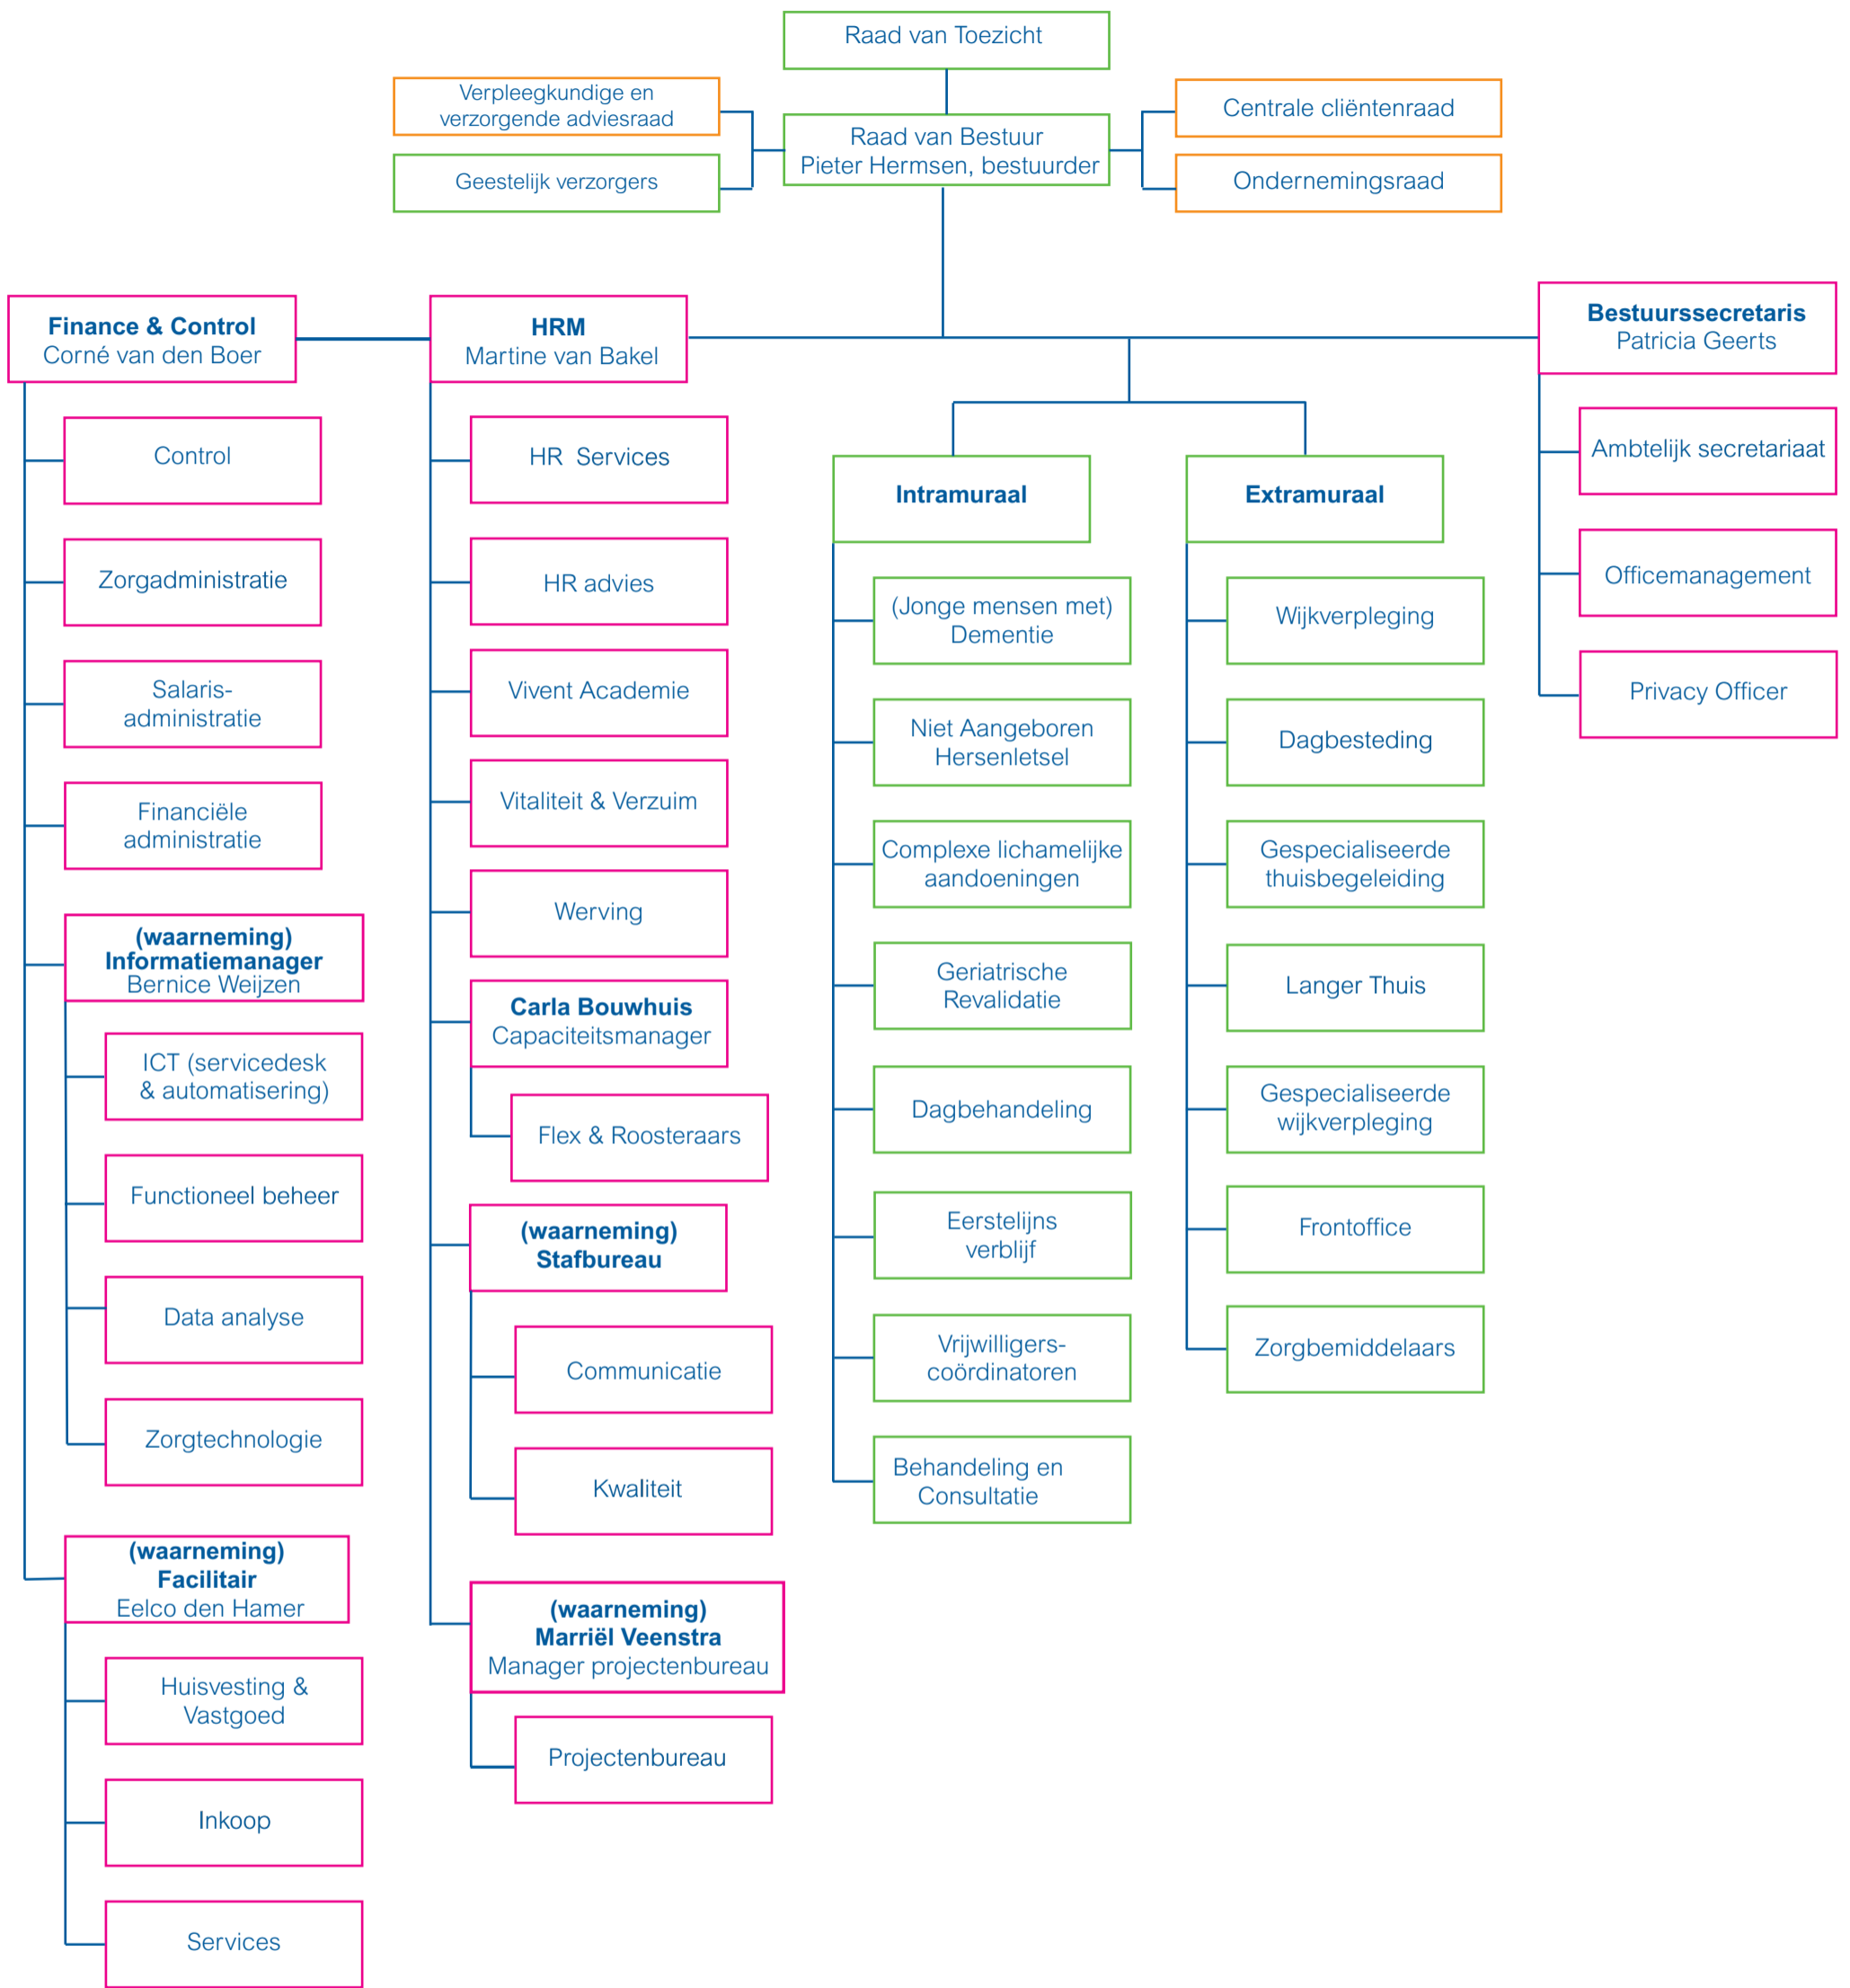 Raad van Toezicht
Verpleegkundige en
verzorgende adviesraad
Geestelijk verzorgers
Raad van Bestuur
Pieter Hermsen, bestuurder
Centrale cliëntenraad
Ondernemingsraad
Finance & Control
Corné van den Boer
Control
Zorgadministratie
Salaris-
administratie
Financiële
administratie
(waarneming)
Informatiemanager
Bernice Weijzen
ICT (servicedesk
& automatisering)
Functioneel beheer
Data analyse
Zorgtechnologie
(waarneming)
Facilitair
Eelco den Hamer
Huisvesting &
Vastgoed
Inkoop
Services
HRM
Martine van Bakel
HR Services
HR advies
Vivent Academie
Vitaliteit & Verzuim
Werving
Carla Bouwhuis
Capaciteitsmanager
Flex & Roosteraars
(waarneming)
Stafbureau
Communicatie
Kwaliteit
(waarneming)
Marriël Veenstra
Manager projectenbureau
Projectenbureau
Intramuraal
(Jonge mensen met)
Dementie
Niet Aangeboren
Hersenletsel
Complexe lichamelijke
aandoeningen
Geriatrische
Revalidatie
Dagbehandeling
Eerstelijns
verblijf
Vrijwilligers-
coördinatoren
Behandeling en
Consultatie
Extramuraal
Wijkverpleging
Dagbesteding
Gespecialiseerde
thuisbegeleiding
Langer Thuis
Gespecialiseerde
wijkverpleging
Frontoffice
Zorgbemiddelaars
Bestuurssecretaris
Patricia Geerts
Ambtelijk secretariaat
Officemanagement
Privacy Officer